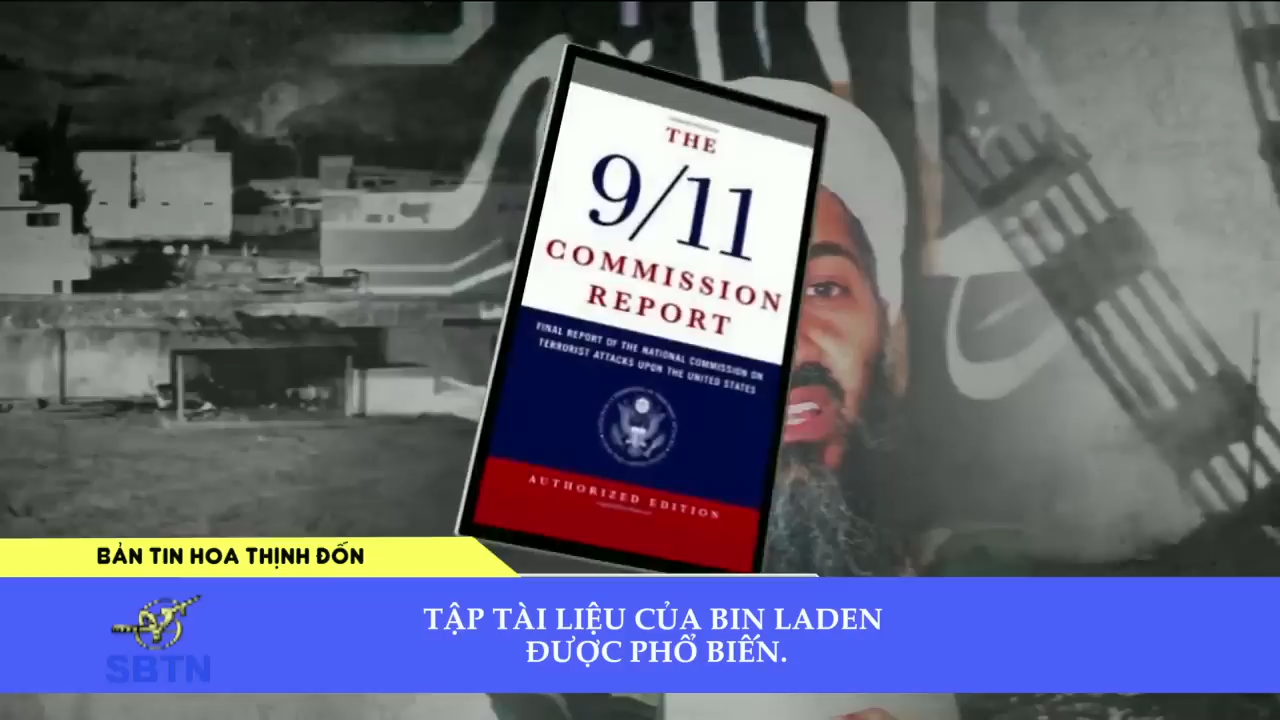 THE
9/11
COMMISSION
REPORT
FINAL REPORT OF THE NATIONAL COMMISSION ON
TERRORIST ATTACKS UPON THE UNITED STATES
AUTHORIZED EDITION
BẢN TIN HOA THỊNH ĐỐN
TẬP TÀI LIỆU CỦA BIN LADEN
ĐƯỢC PHỔ BIẾN.
SBTN